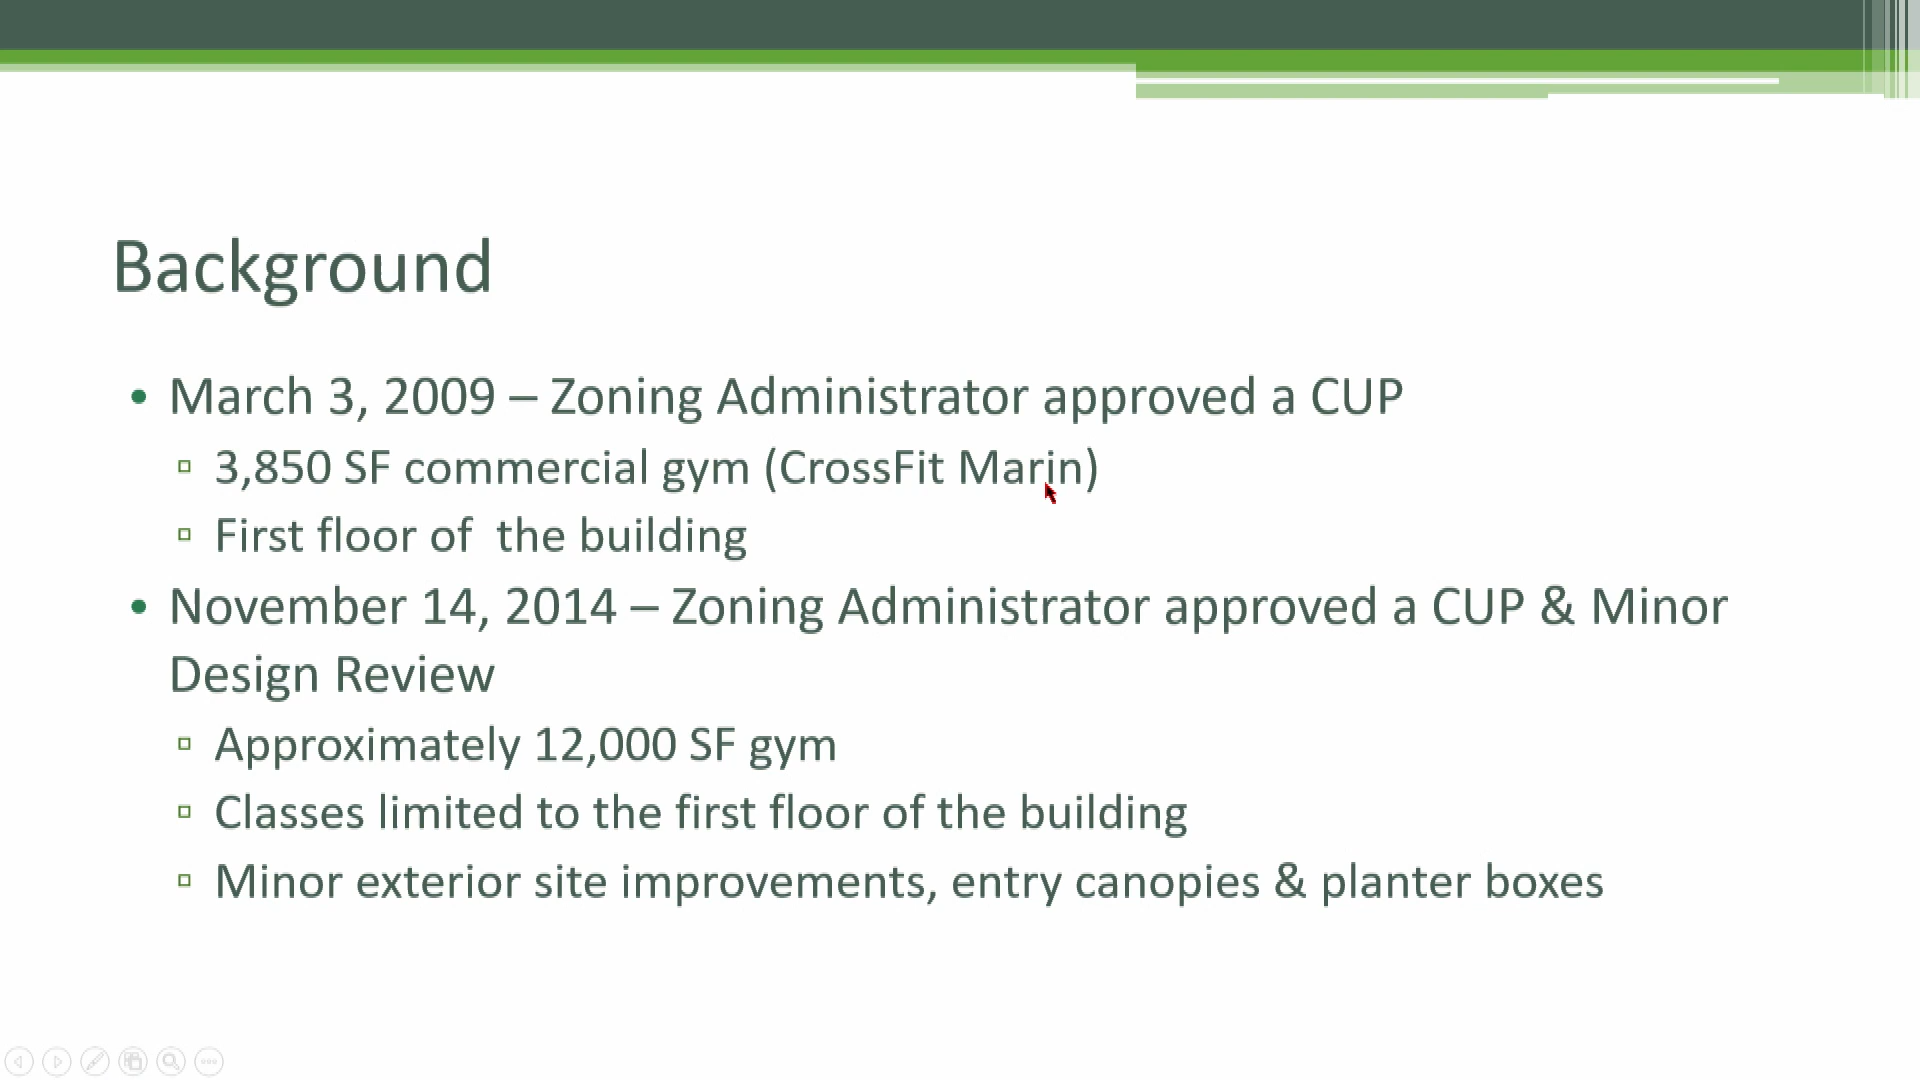 Background
• March 3, 2009 – Zoning Administrator approved a CUP
▫ 3,850 SF commercial gym (CrossFit Marin)
▫ First floor of  the building
• November 14, 2014 – Zoning Administrator approved a CUP & Minor
Design Review
▫ Approximately 12,000 SF gym
▫ Classes limited to the first floor of the building
▫ Minor exterior site improvements, entry canopies & planter boxes